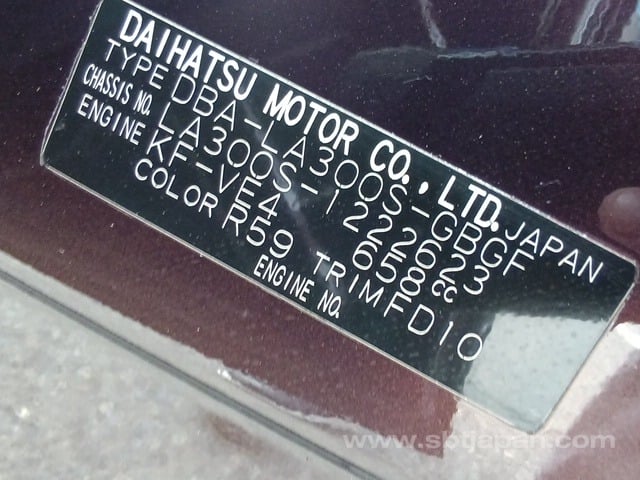 DAIHATSU MOTOR CO., LTD. JAPAN
TYPE DBA-LA300S-GBGF
CHASSIS NO. LA300S-1222623
ENGINE KF-VE4 658CC
COLOR R59 TRIM FD10
ENGINE NO.
www.sbtjapan.com